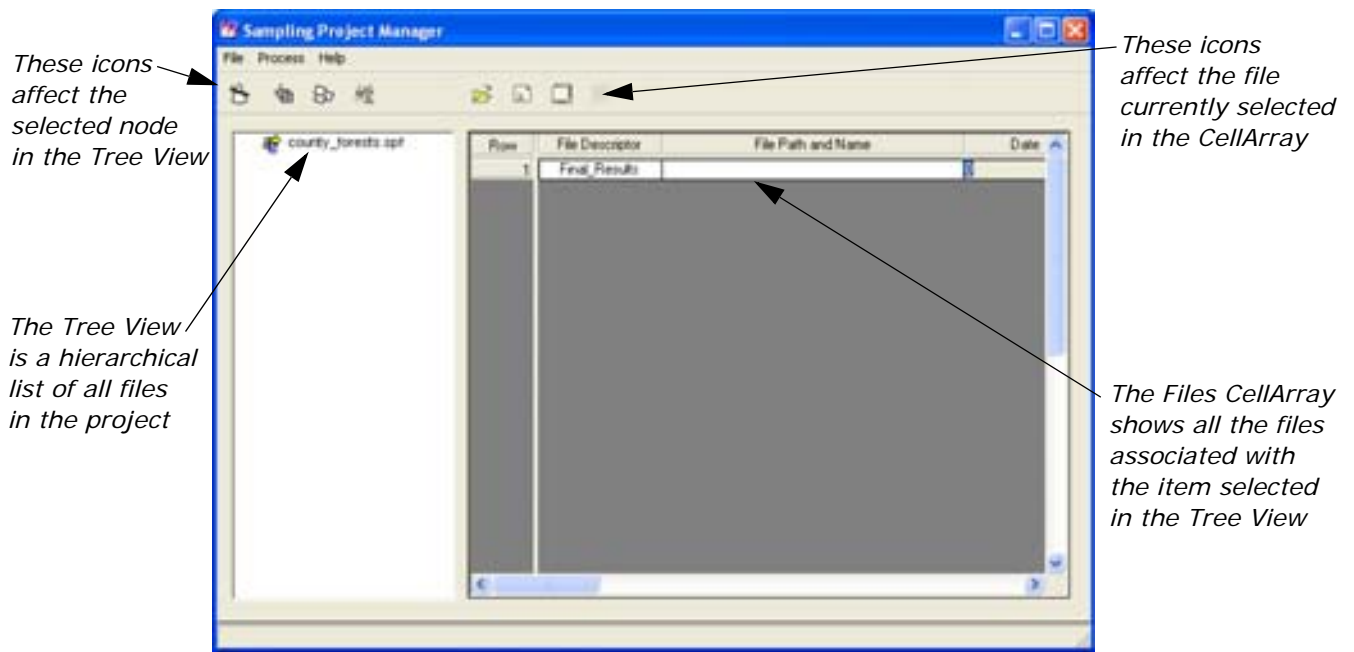 Sampling Project Manager
File Process Help
These icons
affect the
selected node
in the Tree View
These icons
affect the file
currently selected
in the CellArray
county_forests.spf
Row File Descriptor File Path and Name Date
1 Final_Results
The Tree View
is a hierarchical
list of all files
in the project
The Files CellArray
shows all the files
associated with
the item selected
in the Tree View